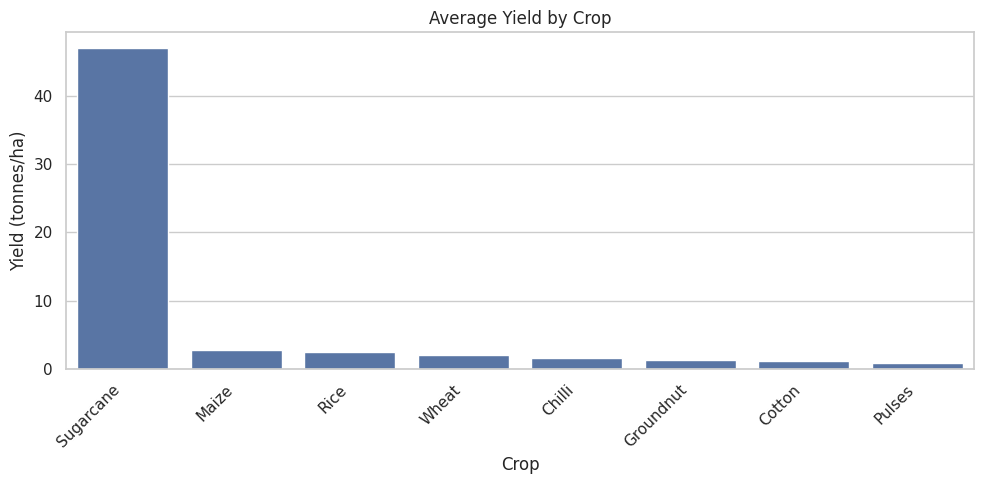 Average Yield by Crop
Yield (tonnes/ha)
40
30
20
10
0
Sugarcane
Maize
Rice
Wheat
Chilli
Groundnut
Cotton
Pulses
Crop